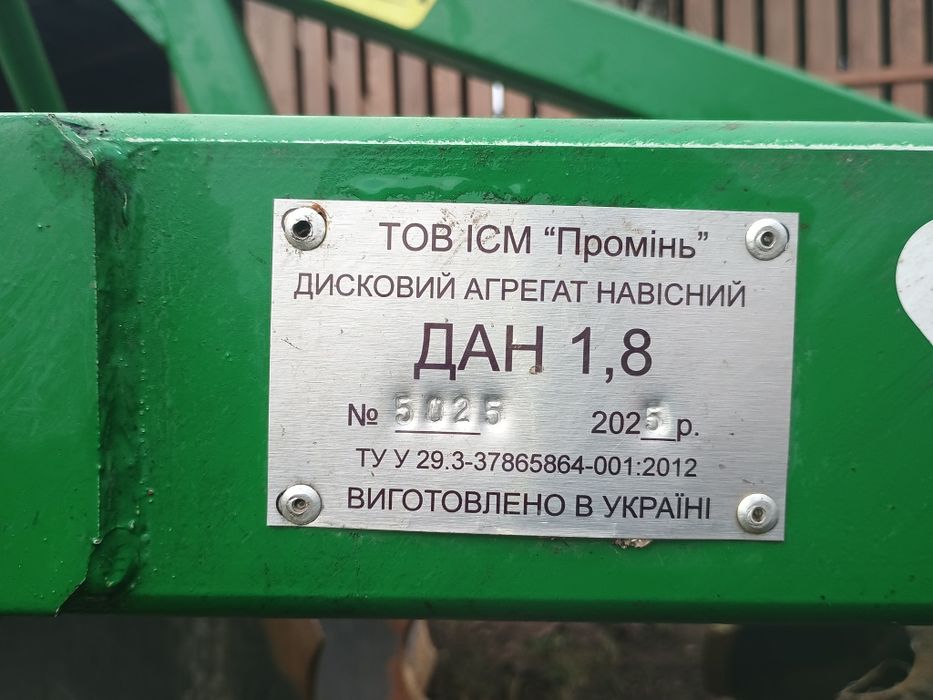 ТОВ ІСМ “Промінь”
ДИСКОВИЙ АГРЕГАТ НАВІСНИЙ
ДАН 1,8
№ 5025 2025 р.
ТУ У 29.3-37865864-001:2012
ВИГОТОВЛЕНО В УКРАЇНІ